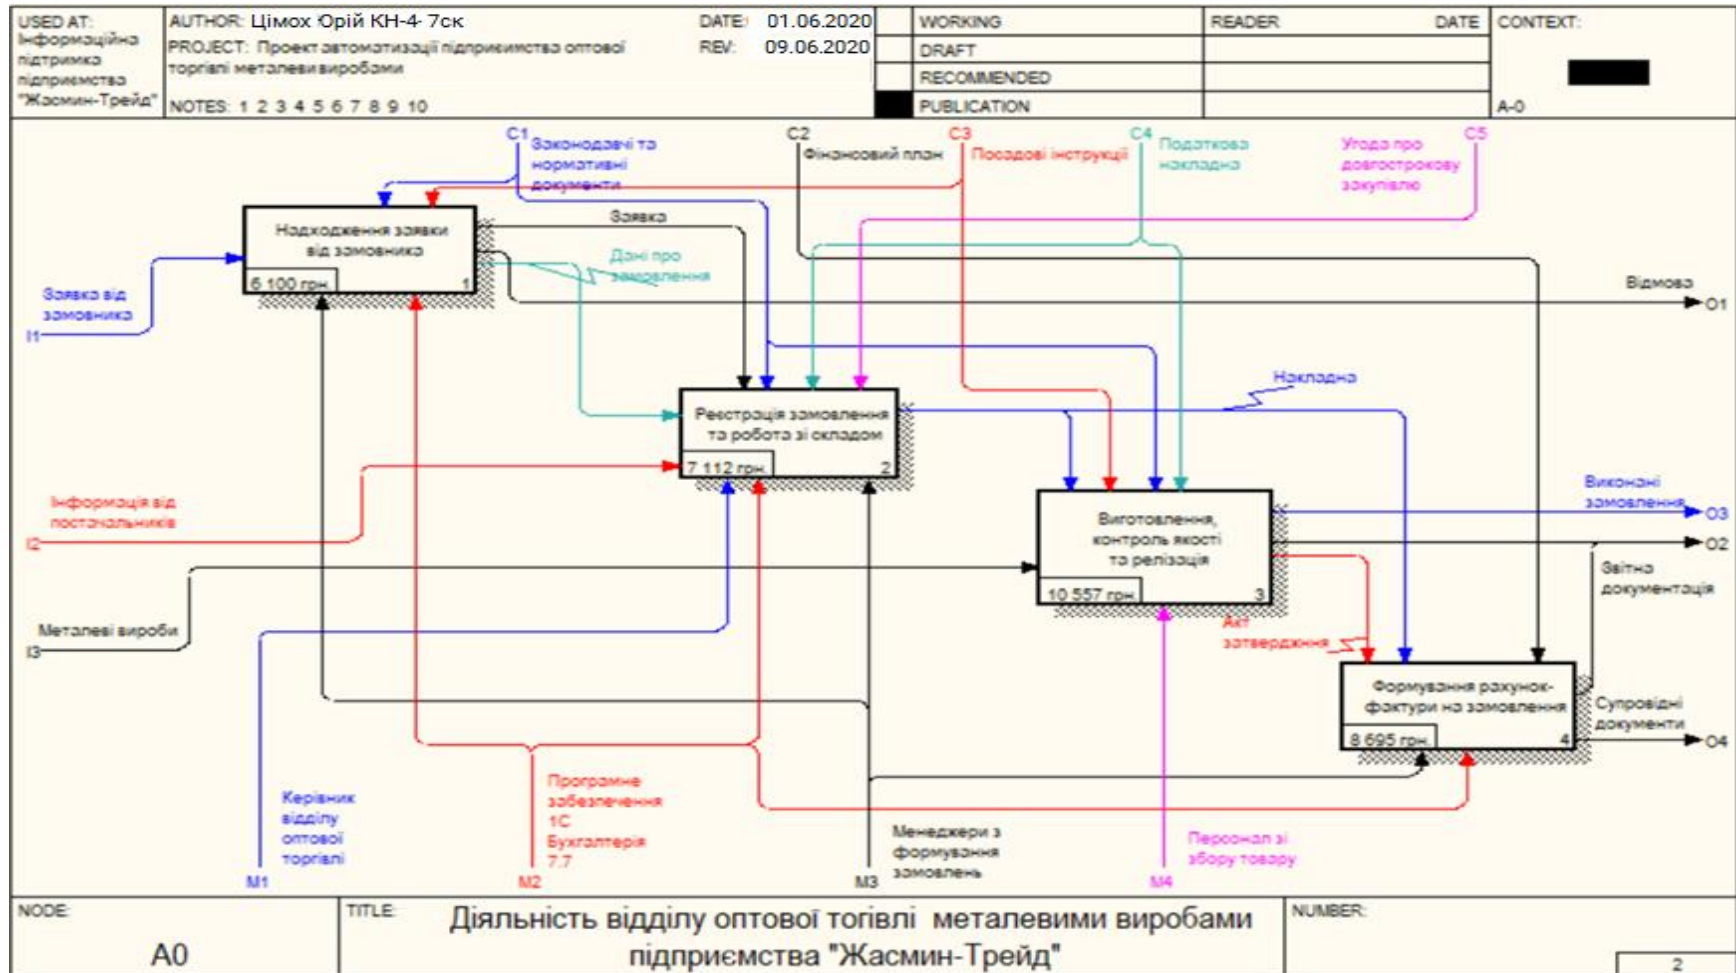 USED AT:
Інформаційна
підтримка
підприємства
"Жасмин-Трейд"
AUTHOR: Цімох Юрій КН-4- 7ск
DATE: 01.06.2020
PROJECT: Проект автоматизації підприимства оптової
торгівлі металеви виробами
REV: 09.06.2020
NOTES: 1 2 3 4 5 6 7 8 9 10
WORKING
DRAFT
RECOMMENDED
PUBLICATION
READER
DATE
CONTEXT:
A-0
C1
Законодавчі та
нормативні
документи
C2
Фінансовий план
C3
Посадові інструкції
C4
Податкова
накладна
Угода про
довгострокову
закупівлю
C5
Надходження заявки
від замовника
6 100 грн.
1
Заявка
Дані про
замовлення
Заявка від
замовника
I1
Відмова
O1
Накладна
Реєстрація замовлення
та робота зі складом
7 112 грн.
2
Інформація від
постачальників
I2
Виготовлення,
контроль якості
та релізація
10 557 грн.
3
Виконані
замовлення
O3
O2
Звітна
документація
Металеві вироби
I3
Акт
затвердження
Формування рахунок-
фактури на замовлення
8 695 грн.
4
Супровідні
документи
O4
Керівник
відділу
оптової
торгівлі
M1
Програмне
забезпечення
1С
Бухгалтерія
7.7
M2
Менеджери з
формування
замовлень
M3
Персонал зі
збору товару
M4
NODE:
A0
TITLE:
Діяльність відділу оптової тогівлі металевими виробами
підприємства "Жасмин-Трейд"
NUMBER:
2